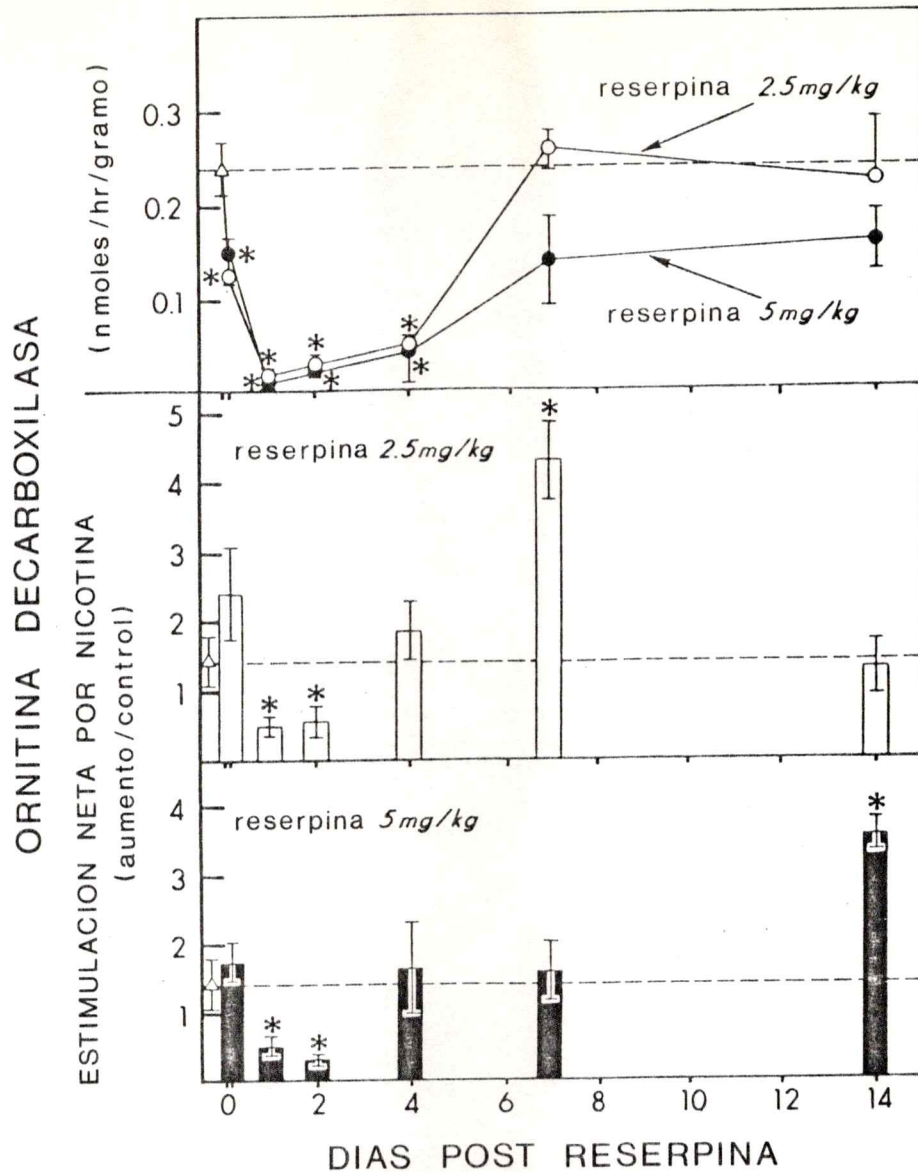 ORNITINA DECARBOXILASA
(nmoles/hr/gramo)
0.3
0.2
0.1
reserpina 2.5mg/kg
reserpina 5mg/kg
* * * * * * * *
ESTIMULACION NETA POR NICOTINA
(aumento/control)
5
4
3
2
1
reserpina 2.5mg/kg
* * *
4
3
2
1
reserpina 5mg/kg
* * *
0 2 4 6 8 10 12 14
DIAS POST RESERPINA